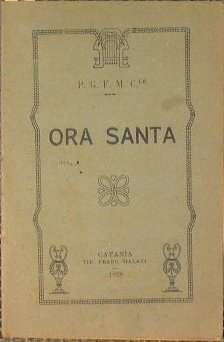 P. G. F. M. C.
ORA SANTA
CATANIA
TIP. FRANC. GALATI